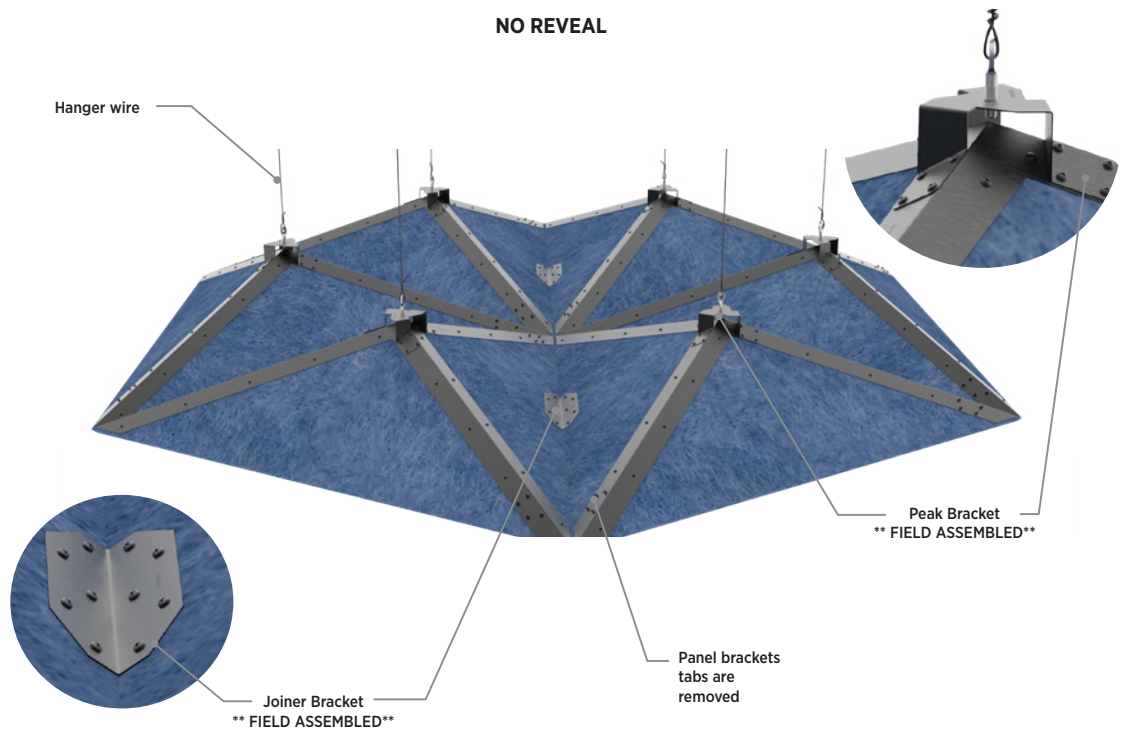 NO REVEAL
Hanger wire
Peak Bracket
** FIELD ASSEMBLED**
Panel brackets
tabs are
removed
Joiner Bracket
** FIELD ASSEMBLED**